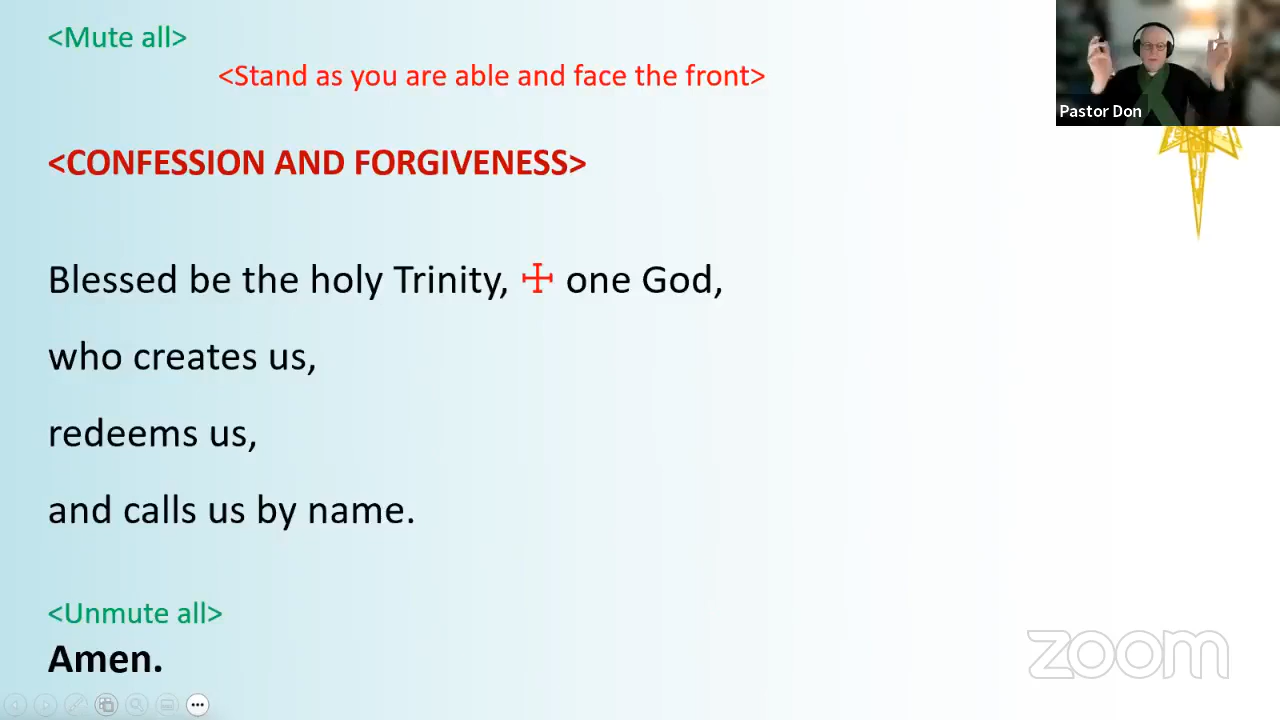 <Mute all>
<Stand as you are able and face the front>
Pastor Don
<CONFESSION AND FORGIVENESS>
Blessed be the holy Trinity, ☩ one God,
who creates us,
redeems us,
and calls us by name.
<Unmute all>
Amen.
zoom